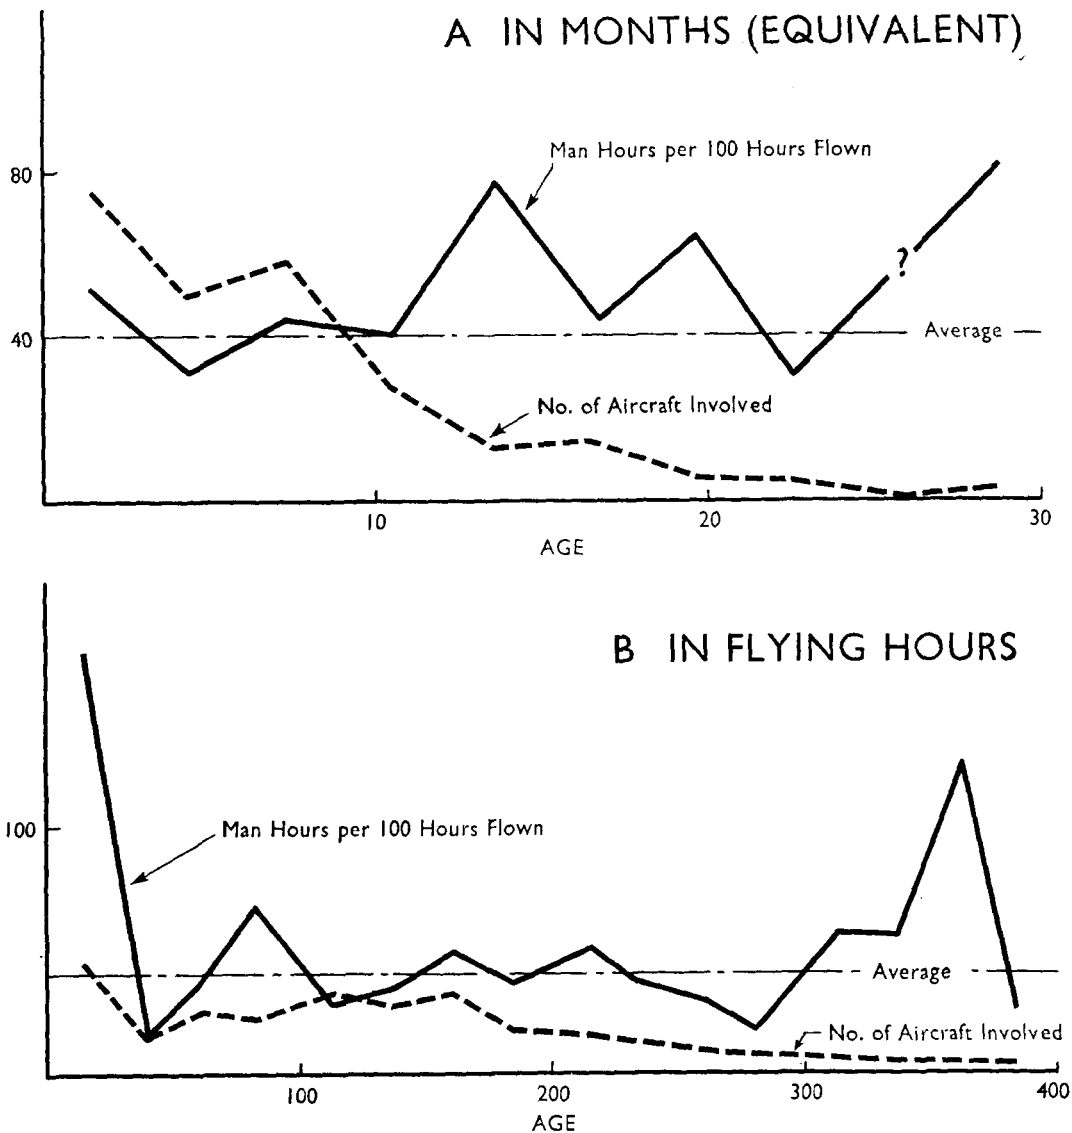 A IN MONTHS (EQUIVALENT)
Man Hours per 100 Hours Flown
80
?
Average
40
No. of Aircraft Involved
10
20
30
AGE
B IN FLYING HOURS
100
Man Hours per 100 Hours Flown
Average
No. of Aircraft Involved
100
200
300
400
AGE